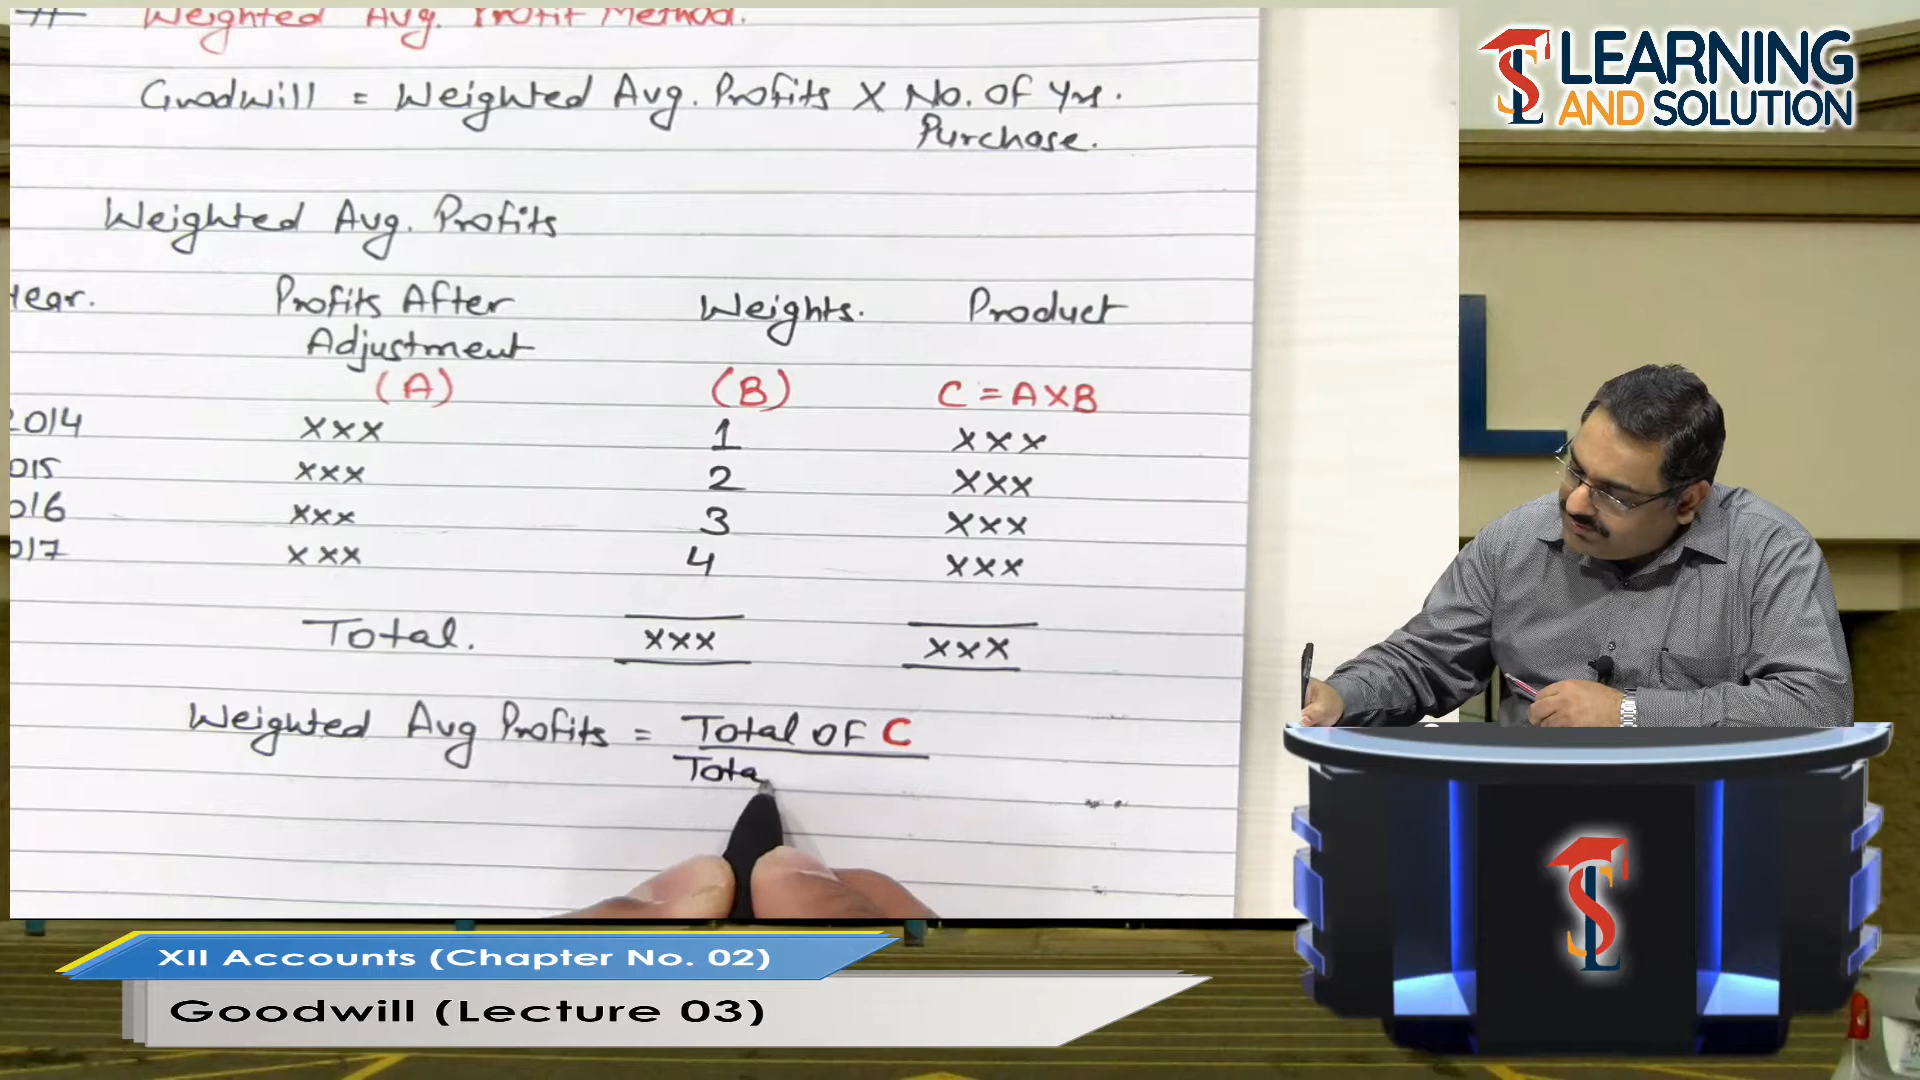 # Weighted Avg. Profit Method.
Goodwill = Weighted Avg. Profits X No. of Yrs.
Purchase.
Weighted Avg. Profits
Year. Profits After Weights. Product
Adjustment
(A) (B) C = A X B
2014 xxx 1 xxx
015 xxx 2 xxx
016 xxx 3 xxx
017 xxx 4 xxx
Total. xxx xxx
Weighted Avg Profits = Total of C
Tota
LEARNING
AND SOLUTION
XII Accounts (Chapter No. 02)
Goodwill (Lecture 03)